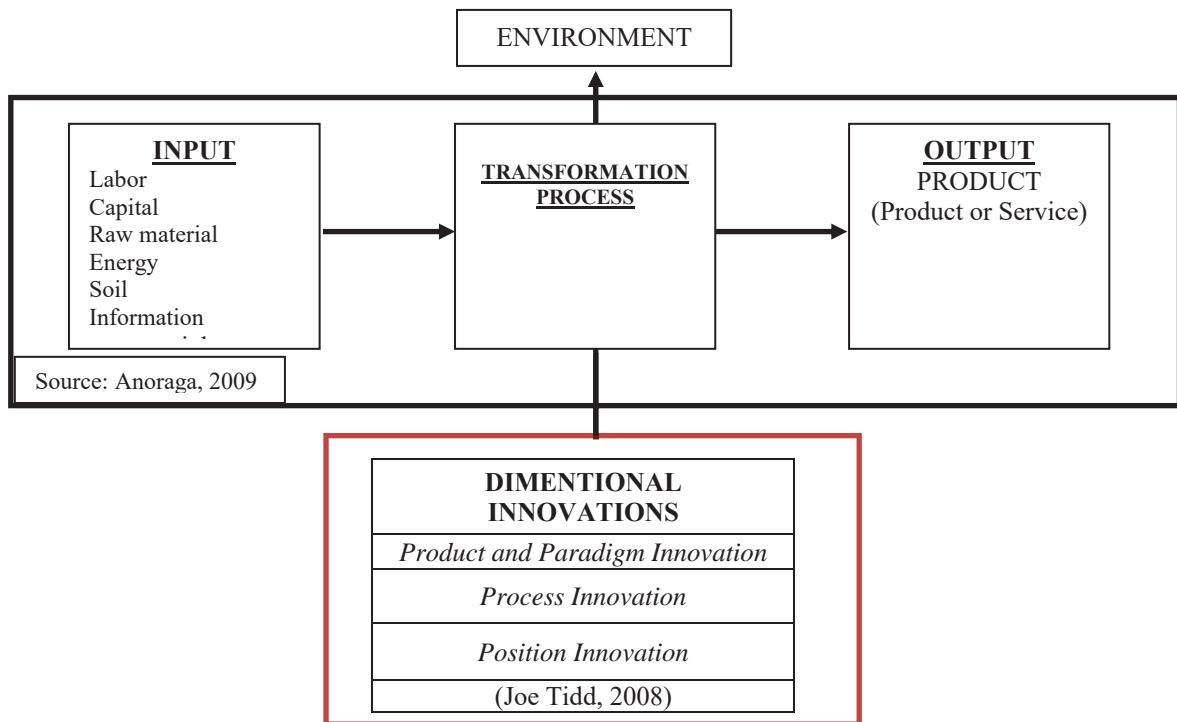 ENVIRONMENT
INPUT
Labor
Capital
Raw material
Energy
Soil
Information
TRANSFORMATION
PROCESS
OUTPUT
PRODUCT
(Product or Service)
Source: Anoraga, 2009
DIMENTIONAL
INNOVATIONS
Product and Paradigm Innovation
Process Innovation
Position Innovation
(Joe Tidd, 2008)